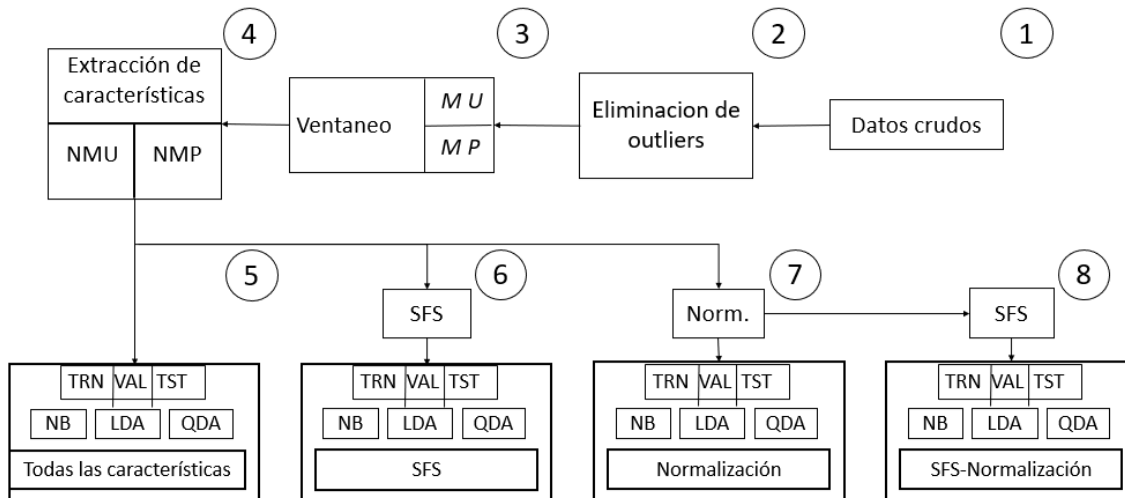 4
3
2
1
Extracción de
características
NMU NMP
Ventaneo
M U
M P
Eliminacion de
outliers
Datos crudos
5
6
7
8
SFS
Norm.
SFS
TRN VAL TST
NB LDA QDA
Todas las características
TRN VAL TST
NB LDA QDA
SFS
TRN VAL TST
NB LDA QDA
Normalización
TRN VAL TST
NB LDA QDA
SFS-Normalización